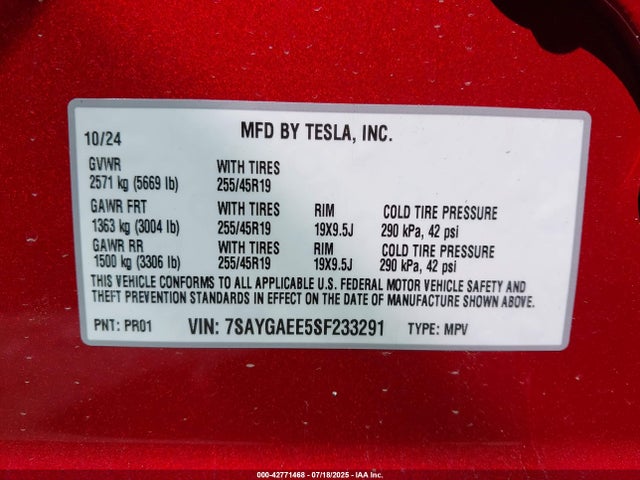 MFD BY TESLA, INC.
10/24
GVWR WITH TIRES
2571 kg (5669 lb) 255/45R19
GAWR FRT WITH TIRES RIM COLD TIRE PRESSURE
1363 kg (3004 lb) 255/45R19 19X9.5J 290 kPa, 42 psi
GAWR RR WITH TIRES RIM COLD TIRE PRESSURE
1500 kg (3306 lb) 255/45R19 19X9.5J 290 kPa, 42 psi
THIS VEHICLE CONFORMS TO ALL APPLICABLE U.S. FEDERAL MOTOR VEHICLE SAFETY AND
THEFT PREVENTION STANDARDS IN EFFECT ON THE DATE OF MANUFACTURE SHOWN ABOVE.
PNT: PR01 VIN: 7SAYGAEE5SF233291 TYPE: MPV
000-42771468 | 07/18/2025 - IAA Inc.